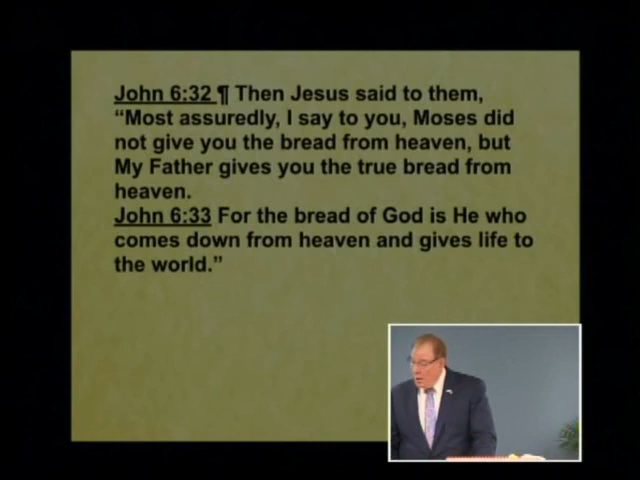 John 6:32 ¶ Then Jesus said to them,
“Most assuredly, I say to you, Moses did
not give you the bread from heaven, but
My Father gives you the true bread from
heaven.
John 6:33 For the bread of God is He who
comes down from heaven and gives life to
the world.”